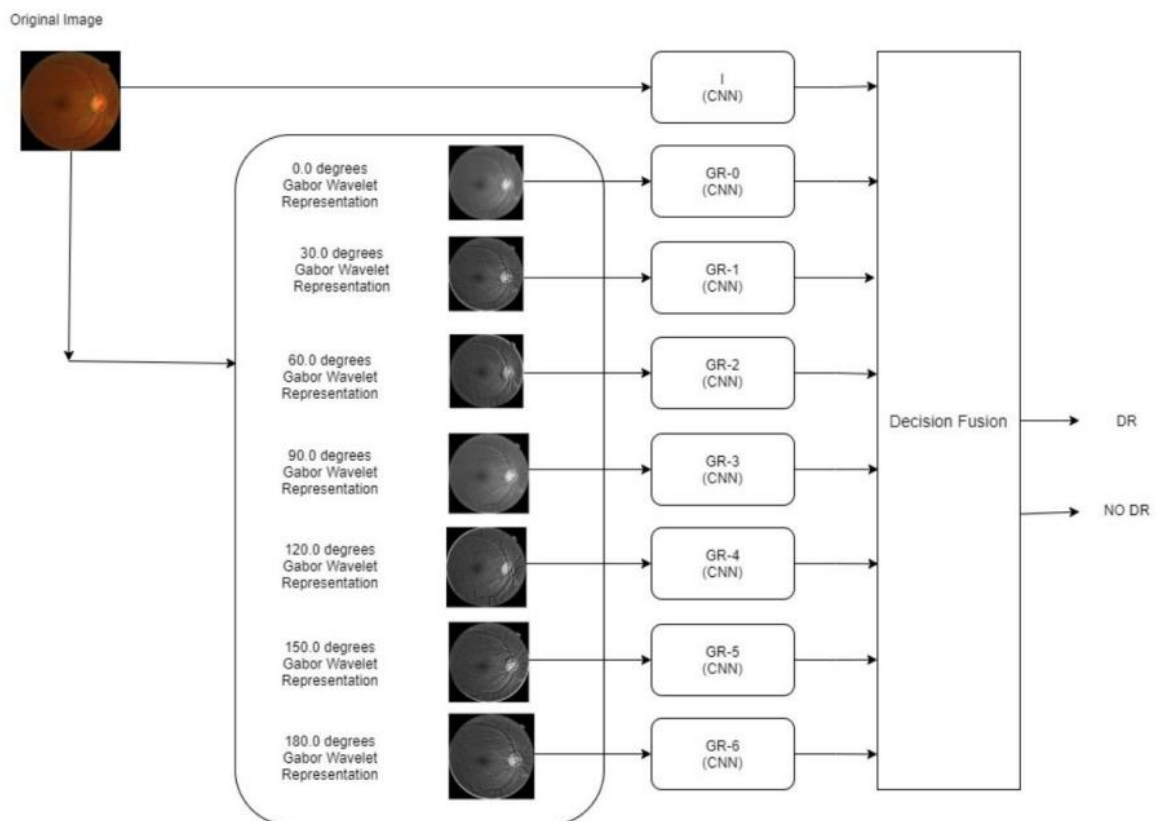 Original Image
I
(CNN)
0.0 degrees
Gabor Wavelet
Representation
GR-0
(CNN)
30.0 degrees
Gabor Wavelet
Representation
GR-1
(CNN)
60.0 degrees
Gabor Wavelet
Representation
GR-2
(CNN)
90.0 degrees
Gabor Wavelet
Representation
GR-3
(CNN)
120.0 degrees
Gabor Wavelet
Representation
GR-4
(CNN)
150.0 degrees
Gabor Wavelet
Representation
GR-5
(CNN)
180.0 degrees
Gabor Wavelet
Representation
GR-6
(CNN)
Decision Fusion
DR
NO DR